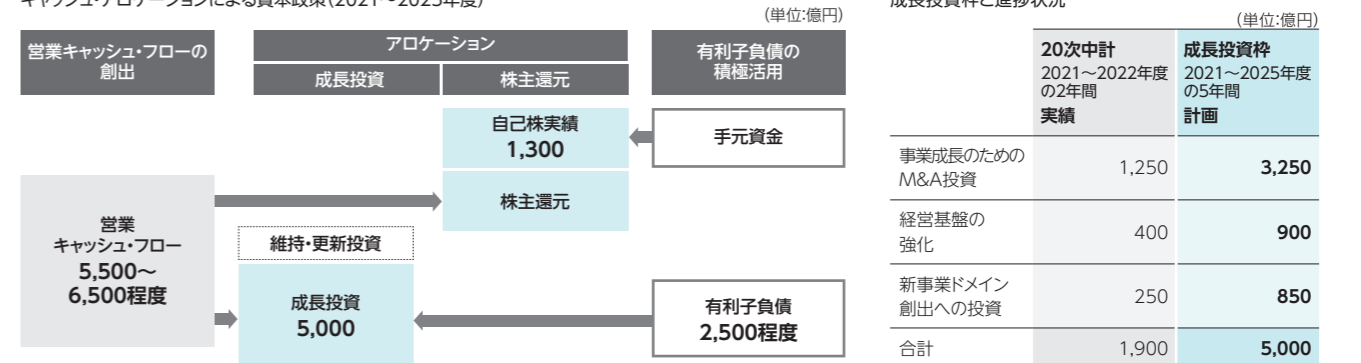 キャッシュ・アロケーションによる資本政策（2021～2025年度）
（単位：億円）
営業キャッシュ・フローの
創出
アロケーション
成長投資
株主還元
有利子負債の
積極活用
自己株実績
1,300
手元資金
株主還元
営業
キャッシュ・フロー
5,500～
6,500程度
維持・更新投資
成長投資
5,000
有利子負債
2,500程度
成長投資枠と進捗状況
（単位：億円）
20次中計
2021～2022年度
の2年間
実績
成長投資枠
2021～2025年度
の5年間
計画
事業成長のための
M&A投資
1,250
3,250
経営基盤の
強化
400
900
新事業ドメイン
創出への投資
250
850
合計
1,900
5,000